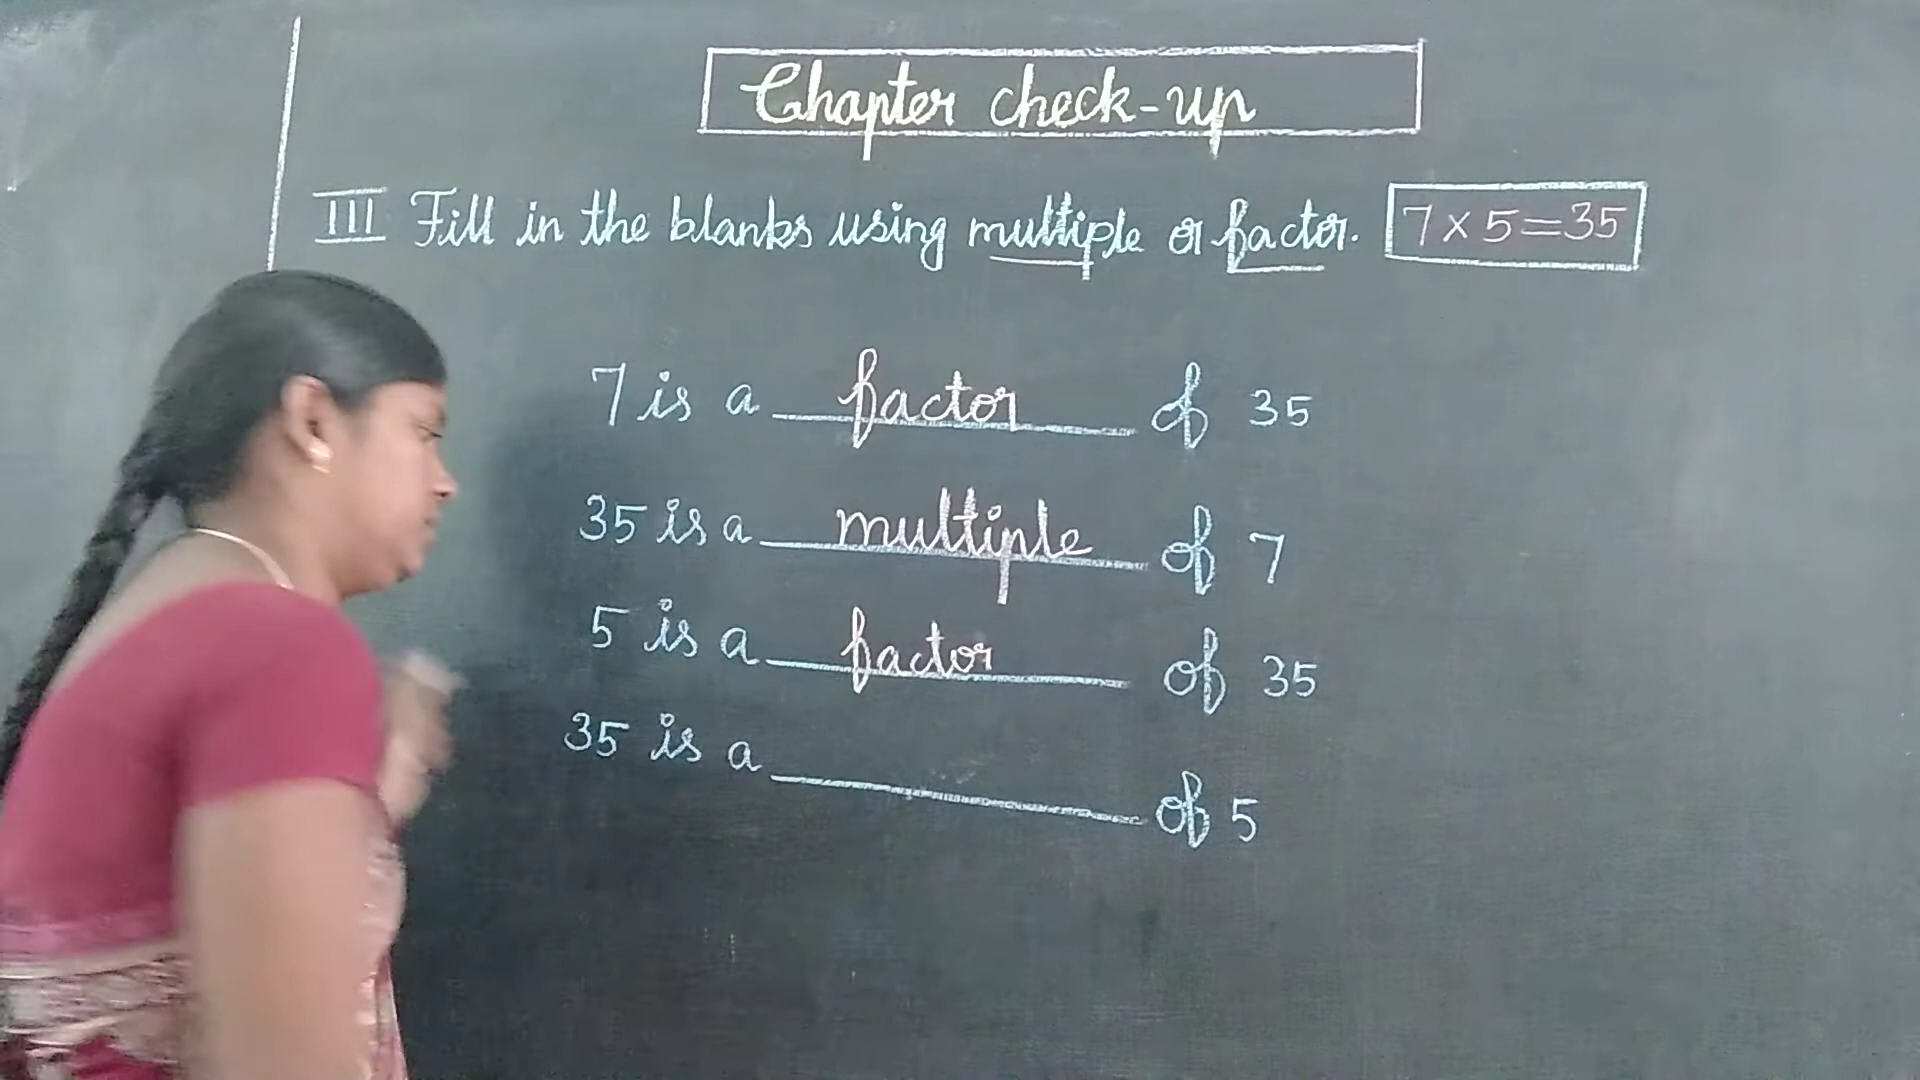 Chapter check-up
III Fill in the blanks using multiple or factor. 7 x 5 = 35
7 is a factor of 35
35 is a multiple of 7
5 is a factor of 35
35 is a ________ of 5